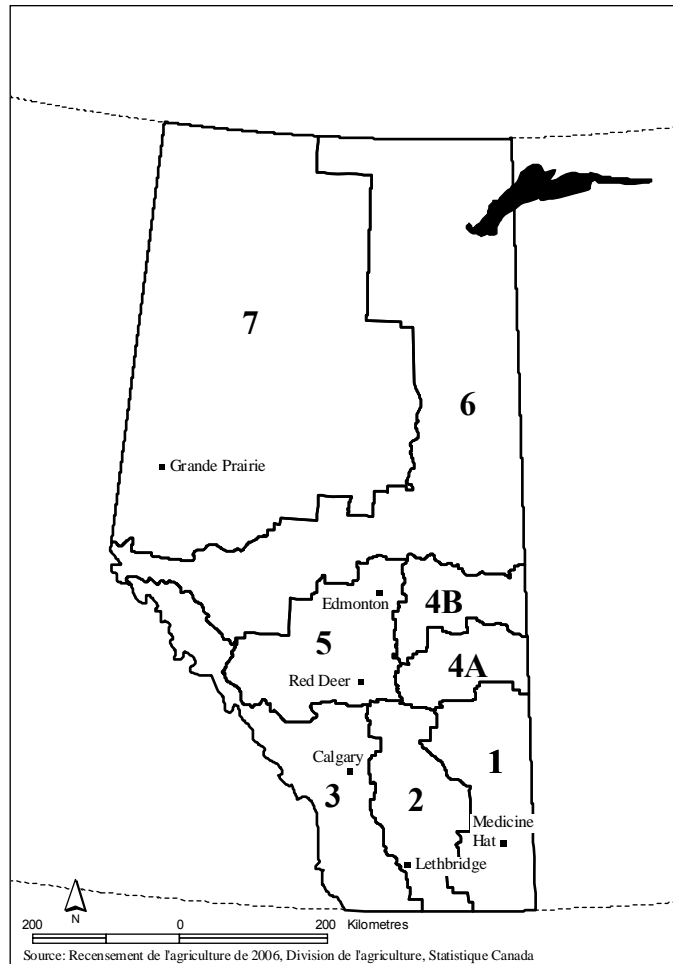 7
6
Grande Prairie
Edmonton
4B
5
4A
Red Deer
1
Calgary
3
2
Medicine
Hat
Lethbridge
N
200 0 200 Kilometres
Source: Recensement de l'agriculture de 2006, Division de l'agriculture, Statistique Canada